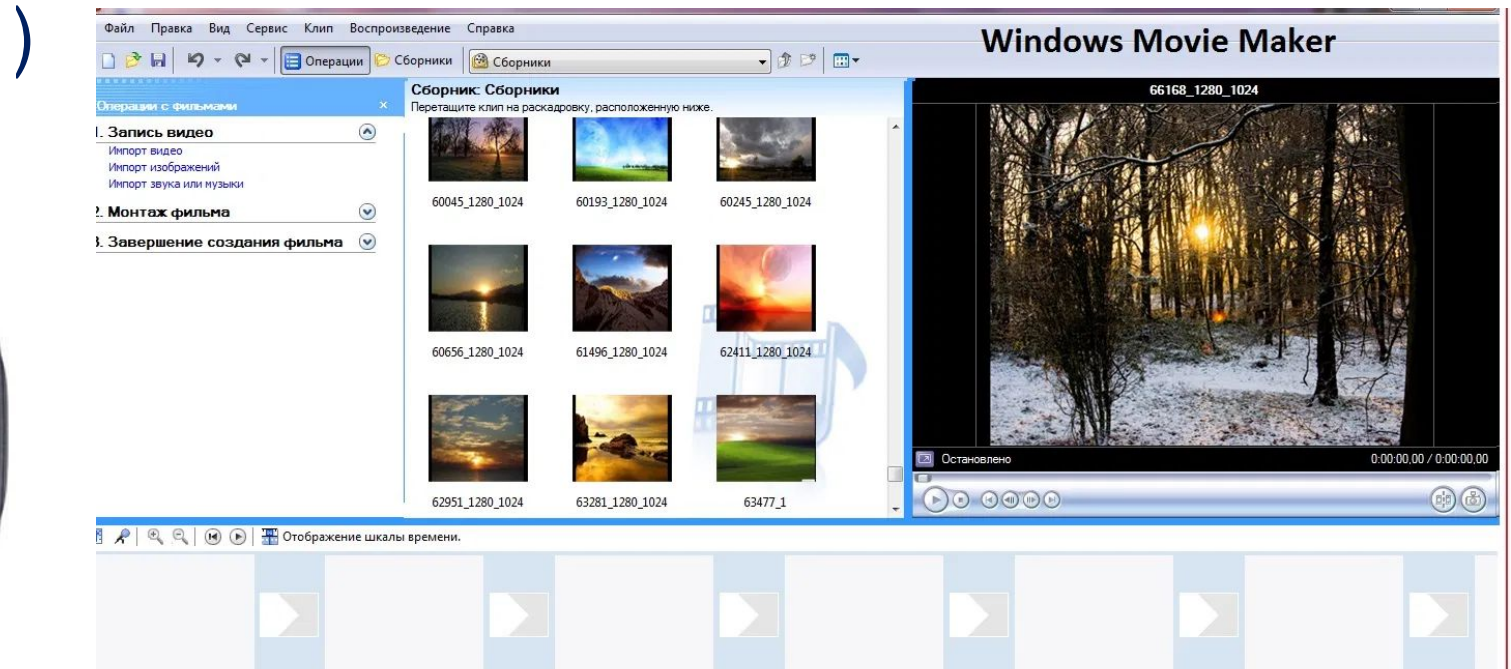 )
Файл Правка Вид Сервис Клип Воспроизведение Справка
Windows Movie Maker
Операции Сборники Сборники
Операции с фильмами
Сборник: Сборники
Перетащите клип на раскадровку, расположенную ниже.
66168_1280_1024
1. Запись видео
Импорт видео
Импорт изображений
Импорт звука или музыки
2. Монтаж фильма
3. Завершение создания фильма
60045_1280_1024 60193_1280_1024 60245_1280_1024
60656_1280_1024 61496_1280_1024 62411_1280_1024
62951_1280_1024 63281_1280_1024 63477_1
Остановлено 0:00:00,00 / 0:00:00,00
Отображение шкалы времени.